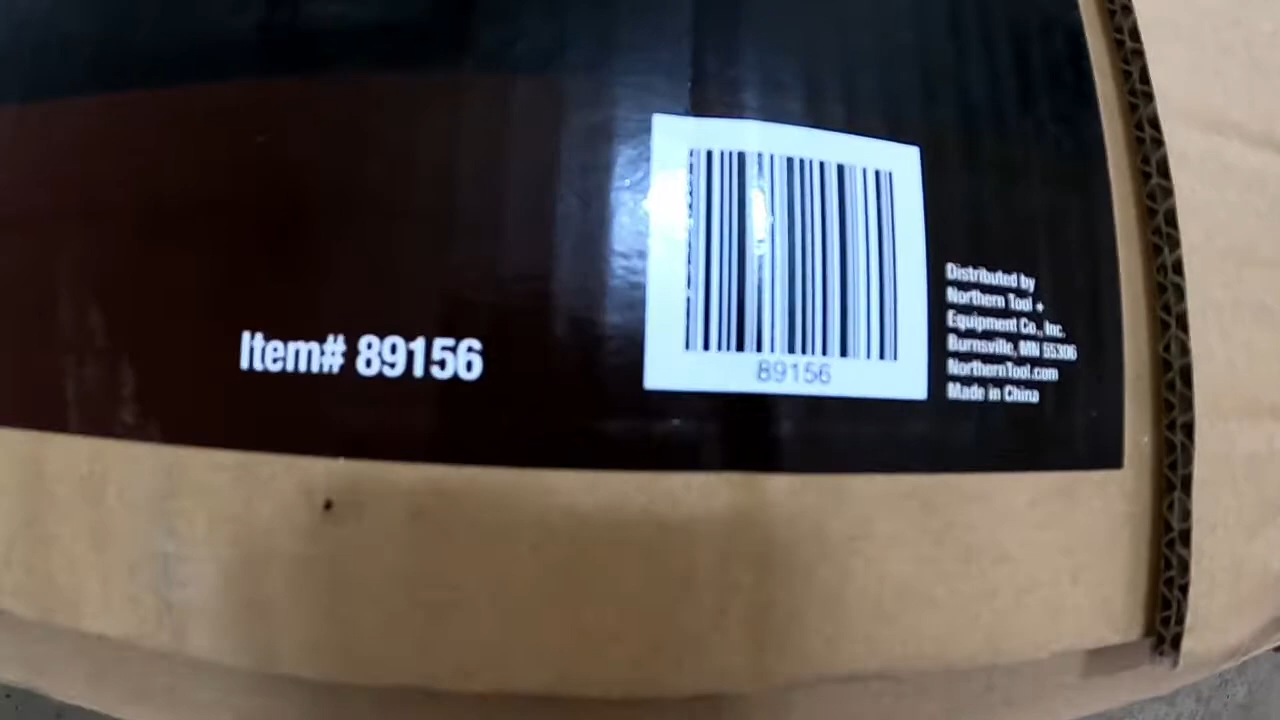 Item# 89156
89156
Distributed by
Northern Tool +
Equipment Co., Inc.
Burnsville, MN 55306
NorthernTool.com
Made in China